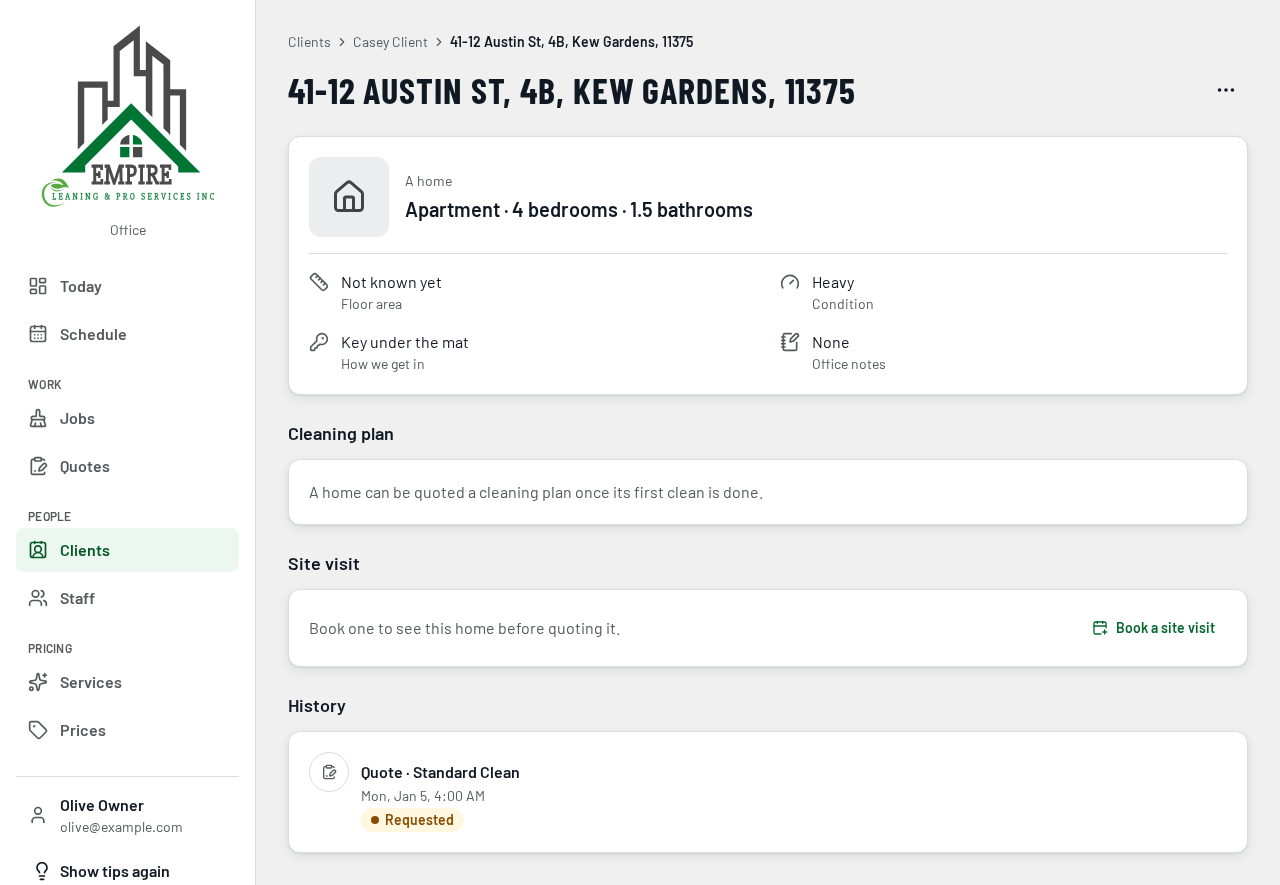 EMPIRE
LEANING & PRO SERVICES INC
Office
Today
Schedule
WORK
Jobs
Quotes
PEOPLE
Clients
Staff
PRICING
Services
Prices
Olive Owner
olive@example.com
Show tips again
Clients > Casey Client > 41-12 Austin St, 4B, Kew Gardens, 11375
41-12 AUSTIN ST, 4B, KEW GARDENS, 11375
A home
Apartment · 4 bedrooms · 1.5 bathrooms
Not known yet
Floor area
Heavy
Condition
Key under the mat
How we get in
None
Office notes
Cleaning plan
A home can be quoted a cleaning plan once its first clean is done.
Site visit
Book one to see this home before quoting it.
Book a site visit
History
Quote · Standard Clean
Mon, Jan 5, 4:00 AM
Requested